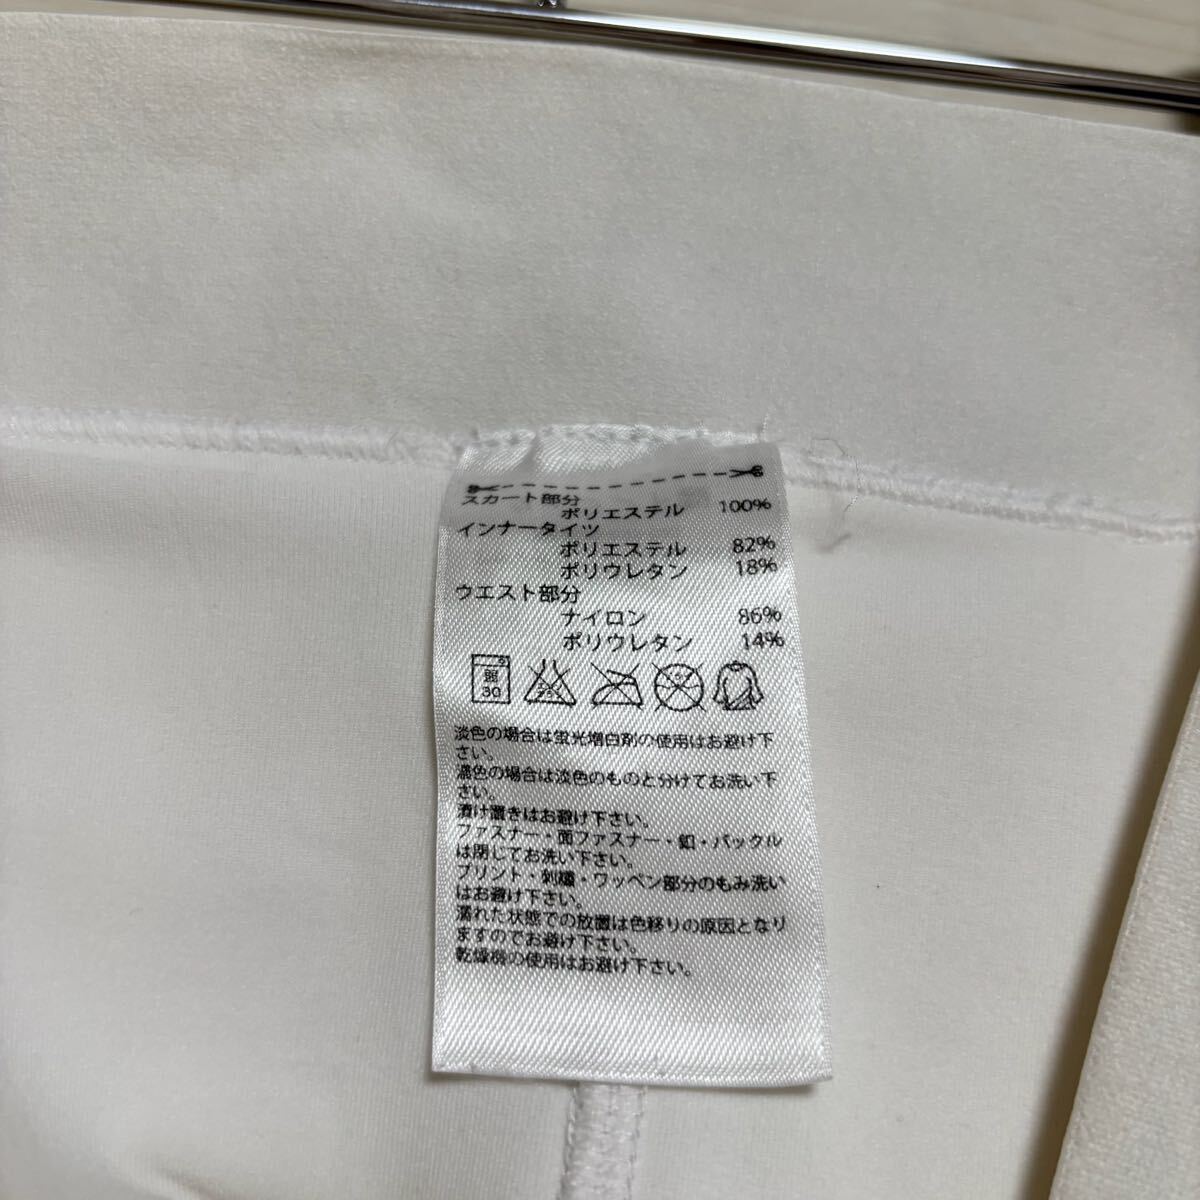 スカート部分
ポリエステル 100%
インナータイツ
ポリエステル 82%
ポリウレタン 18%
ウエスト部分
ナイロン 86%
ポリウレタン 14%
弱
30
淡色の場合は蛍光増白剤の使用はお避け下
さい。
濃色の場合は淡色のものと分けてお洗い下
さい。
漬け置きはお避け下さい。
ファスナー・面ファスナー・釦・バックル
は閉じてお洗い下さい。
プリント・刺繍・ワッペン部分のもみ洗い
はお避け下さい。
濡れた状態での放置は色移りの原因となり
ますのでお避け下さい。
乾燥機の使用はお避け下さい。